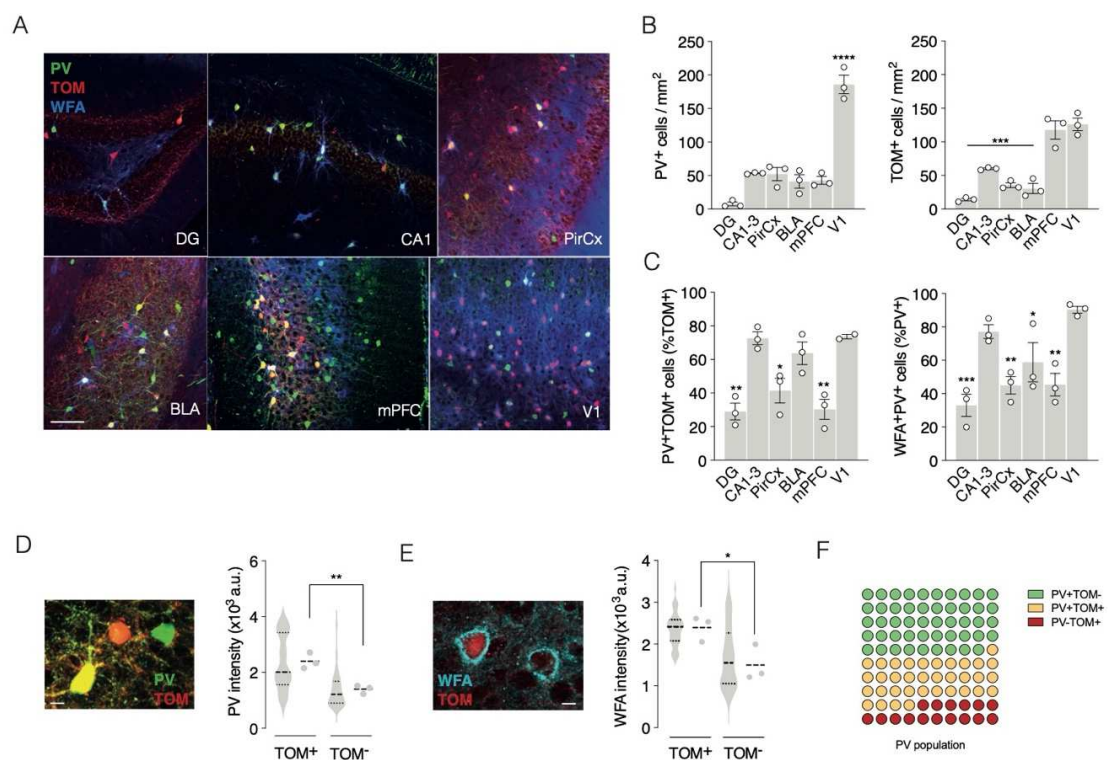 A
PV
TOM
WFA
DG
CA1
PirCx
BLA
mPFC
V1
B
PV+ cells / mm2
250
200
150
100
50
0
****
DG
CA1-3
PirCx
BLA
mPFC
V1
TOM+ cells / mm2
250
200
150
100
50
0
***
DG
CA1-3
PirCx
BLA
mPFC
V1
C
PV+TOM+ cells (%TOM+)
100
80
60
40
20
0
**
*
**
DG
CA1-3
PirCx
BLA
mPFC
V1
WFA+PV+ cells (%PV+)
100
80
60
40
20
0
***
**
*
**
DG
CA1-3
PirCx
BLA
mPFC
V1
D
PV
TOM
PV intensity (x10³ a.u.)
6
4
2
0
**
TOM+
TOM-
E
WFA
TOM
WFA intensity (x10³a.u.)
4
3
2
1
0
*
TOM+
TOM-
F
PV+TOM-
PV+TOM+
PV-TOM+
PV population